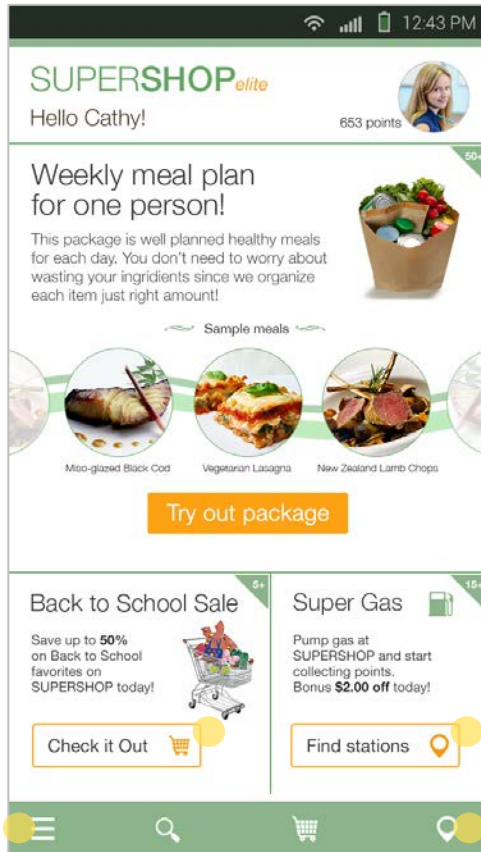 12:43 PM
SUPERSHOPelite
Hello Cathy!
653 points
50+
Weekly meal plan
for one person!
This package is well planned healthy meals
for each day. You don't need to worry about
wasting your ingridients since we organize
each item just right amount!
Sample meals
Miso-glazed Black Cod
Vegetarian Lasagna
New Zealand Lamb Chops
Try out package
5+
Back to School Sale
Save up to 50%
on Back to School
favorites on
SUPERSHOP today!
Check it Out
15+
Super Gas
Pump gas at
SUPERSHOP and start
collecting points.
Bonus $2.00 off today!
Find stations